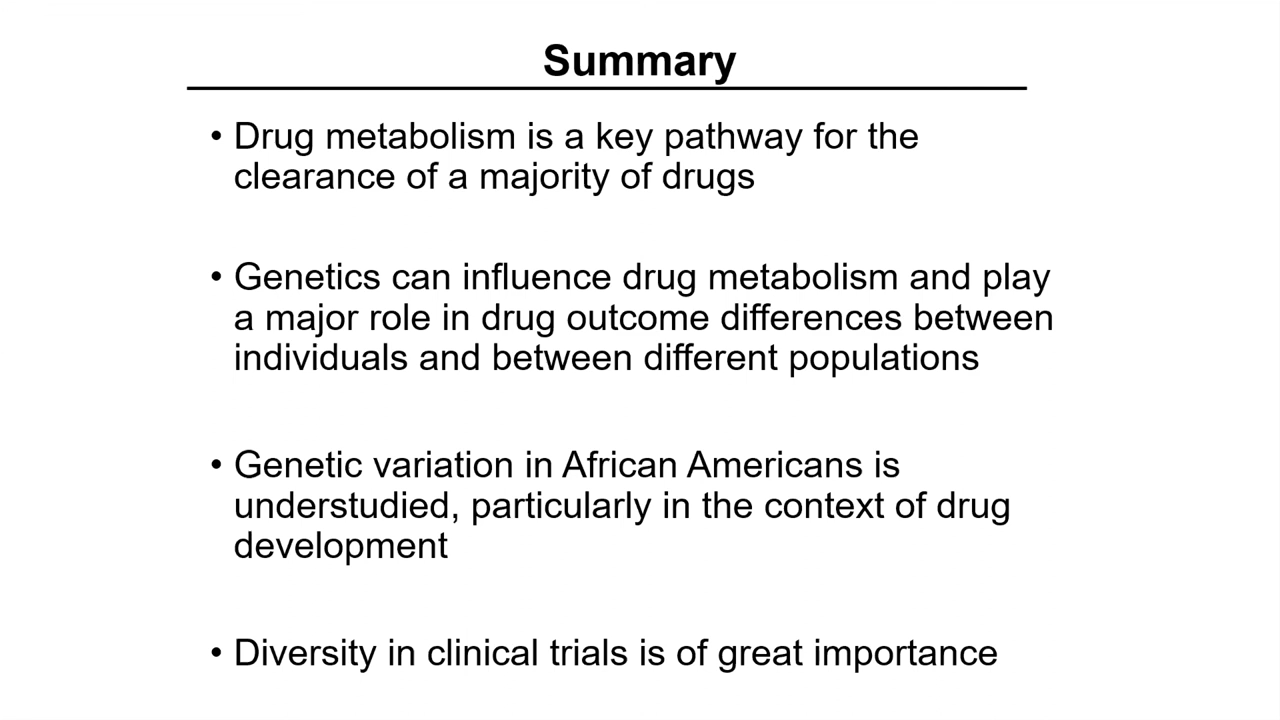 Summary
• Drug metabolism is a key pathway for the
clearance of a majority of drugs
• Genetics can influence drug metabolism and play
a major role in drug outcome differences between
individuals and between different populations
• Genetic variation in African Americans is
understudied, particularly in the context of drug
development
• Diversity in clinical trials is of great importance